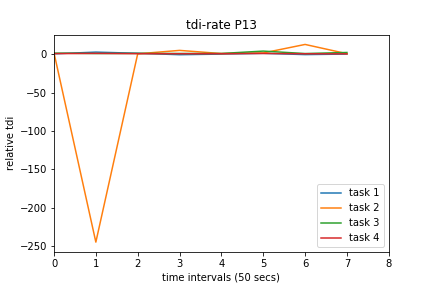 tdi-rate P13
relative tdi
0
−50
−100
−150
−200
−250
0 1 2 3 4 5 6 7 8
time intervals (50 secs)
task 1
task 2
task 3
task 4